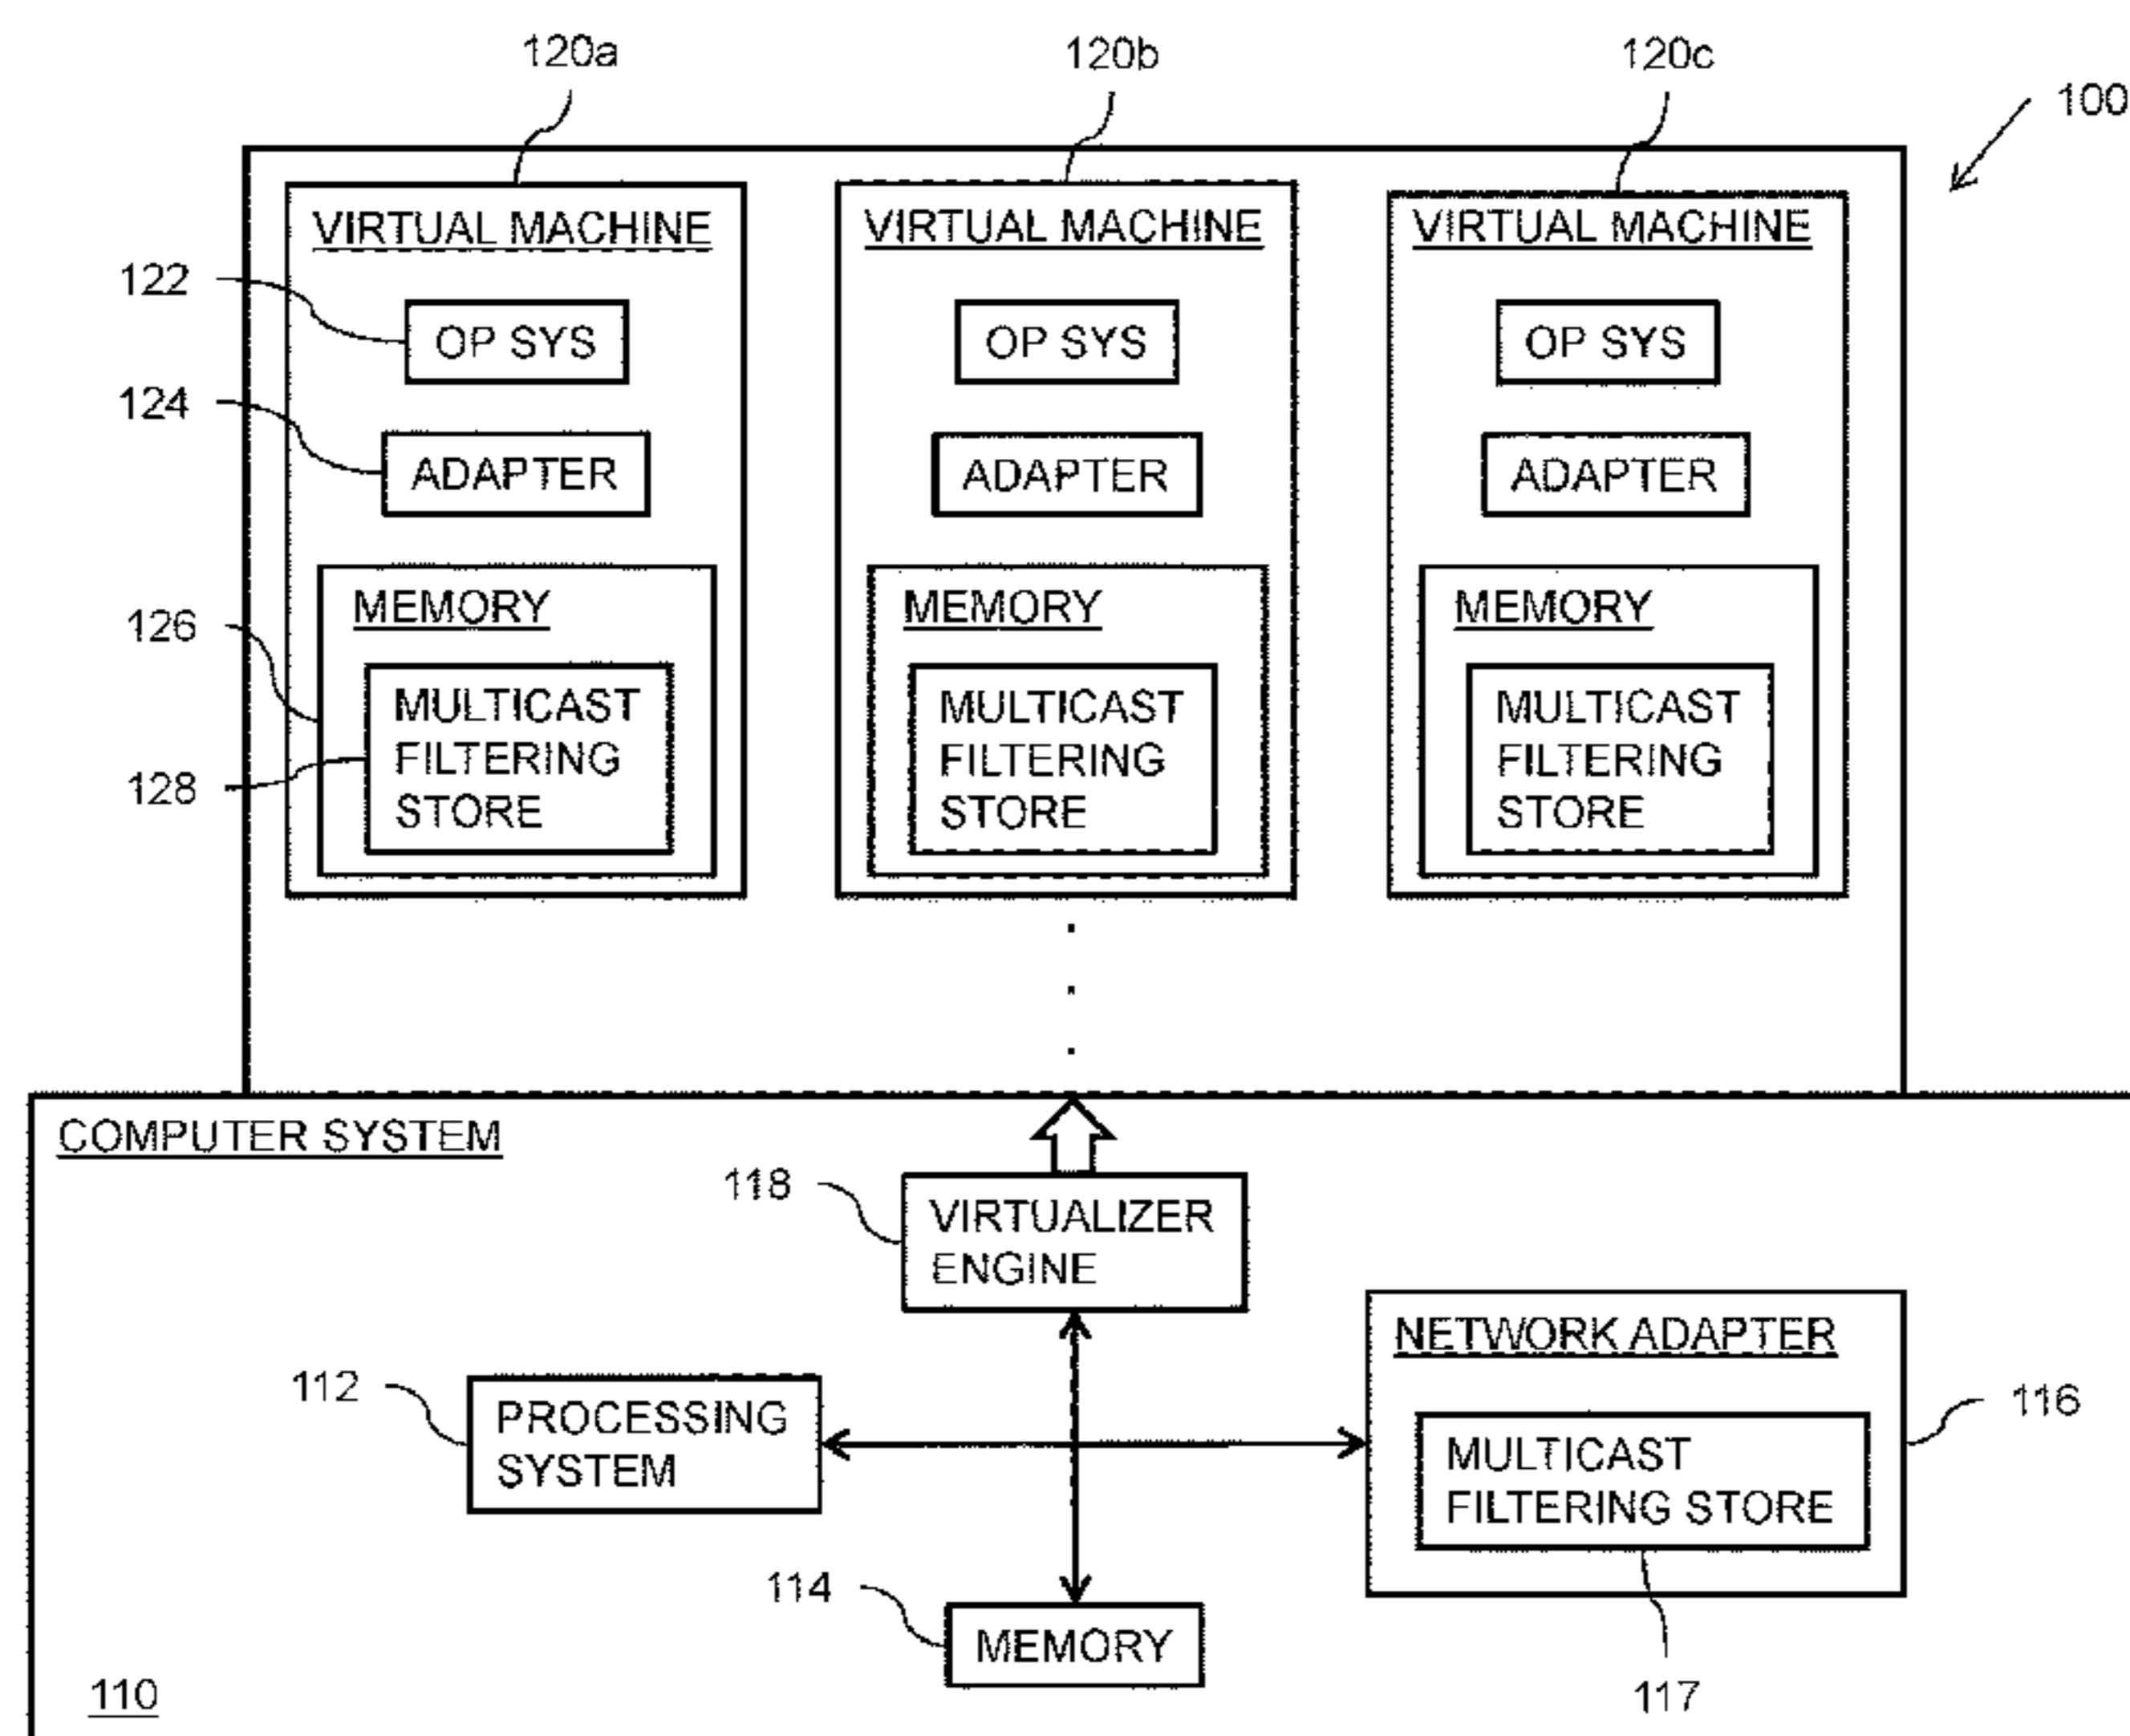 120a
120b
120c
100
VIRTUAL MACHINE
VIRTUAL MACHINE
VIRTUAL MACHINE
122
OP SYS
OP SYS
OP SYS
124
ADAPTER
ADAPTER
ADAPTER
126
MEMORY
MEMORY
MEMORY
128
MULTICAST
FILTERING
STORE
MULTICAST
FILTERING
STORE
MULTICAST
FILTERING
STORE
COMPUTER SYSTEM
118
VIRTUALIZER
ENGINE
112
PROCESSING
SYSTEM
NETWORK ADAPTER
116
MULTICAST
FILTERING STORE
114
MEMORY
117
110